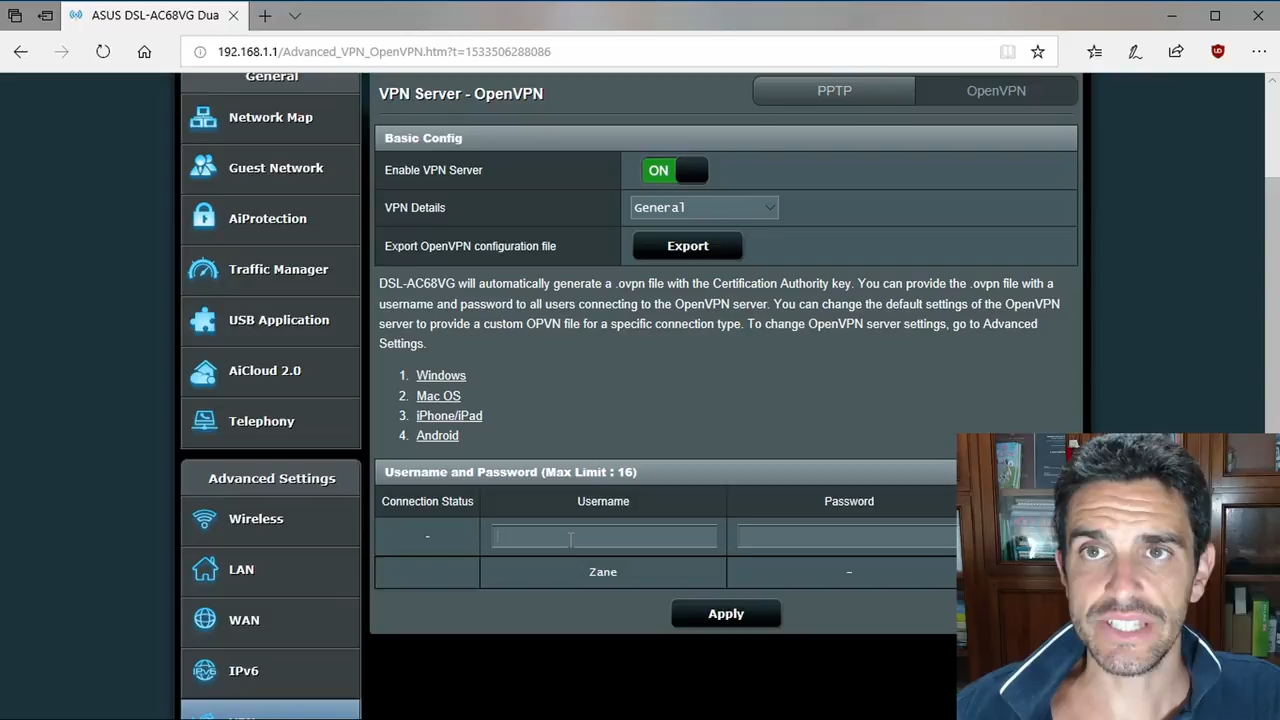 ASUS DSL-AC68VG Dua
192.168.1.1/Advanced_VPN_OpenVPN.htm?t=1533506288086
General
Network Map
Guest Network
AiProtection
Traffic Manager
USB Application
AiCloud 2.0
Telephony
Advanced Settings
Wireless
LAN
WAN
IPv6
VPN Server - OpenVPN
PPTP
OpenVPN
Basic Config
Enable VPN Server
ON
VPN Details
General
Export OpenVPN configuration file
Export
DSL-AC68VG will automatically generate a .ovpn file with the Certification Authority key. You can provide the .ovpn file with a
username and password to all users connecting to the OpenVPN server. You can change the default settings of the OpenVPN
server to provide a custom OPVN file for a specific connection type. To change OpenVPN server settings, go to Advanced
Settings.
1. Windows
2. Mac OS
3. iPhone/iPad
4. Android
Username and Password (Max Limit : 16)
Connection Status
Username
Password
-
Zane
-
Apply